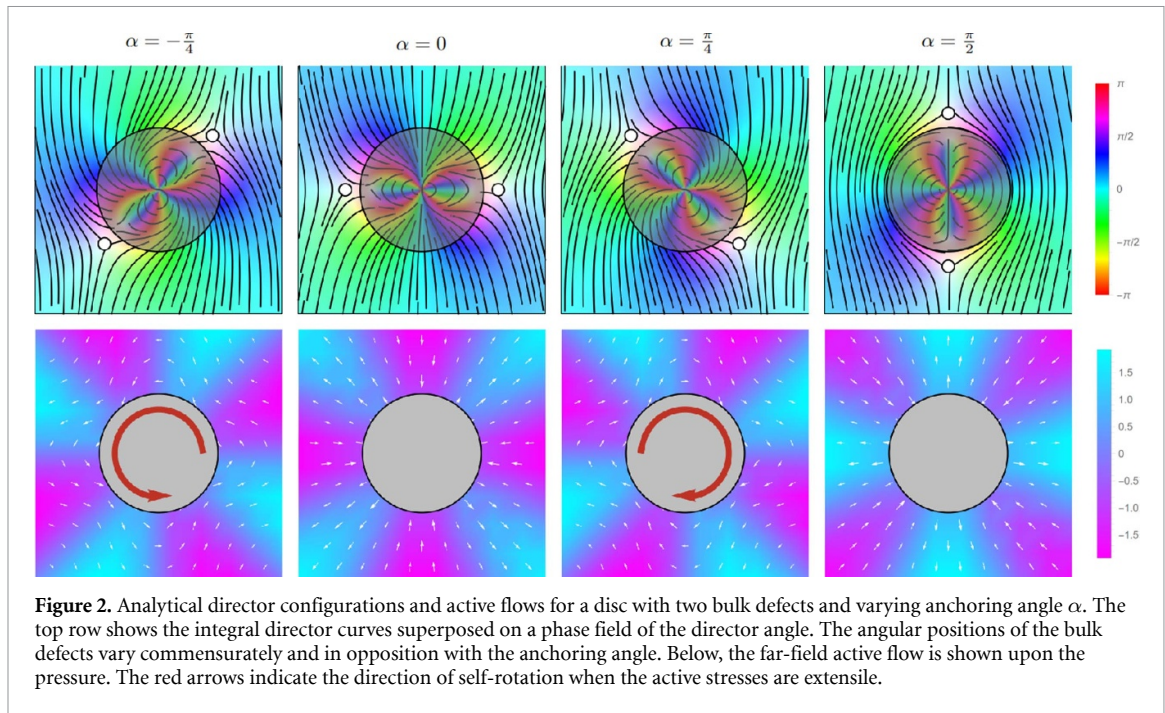 α = −π/4
α = 0
α = π/4
α = π/2
π
π/2
0
−π/2
−π
1.5
1.0
0.5
0
−0.5
−1.0
−1.5
Figure 2. Analytical director configurations and active flows for a disc with two bulk defects and varying anchoring angle α. The
top row shows the integral director curves superposed on a phase field of the director angle. The angular positions of the bulk
defects vary commensurately and in opposition with the anchoring angle. Below, the far-field active flow is shown upon the
pressure. The red arrows indicate the direction of self-rotation when the active stresses are extensile.